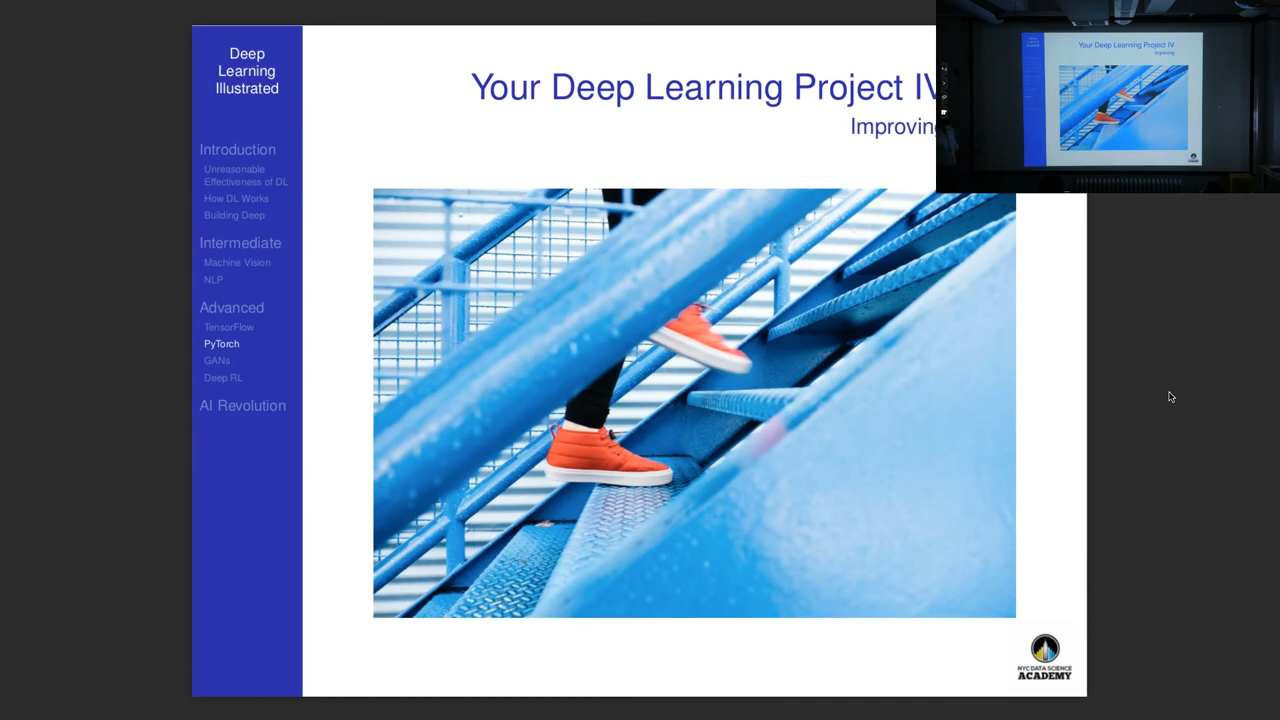 Deep
Learning
Illustrated
Introduction
Unreasonable
Effectiveness of DL
How DL Works
Building Deep
Intermediate
Machine Vision
NLP
Advanced
TensorFlow
PyTorch
GANs
Deep RL
AI Revolution
Your Deep Learning Project IV
Improving
NYC DATA SCIENCE
ACADEMY
Your Deep Learning Project IV
Improving